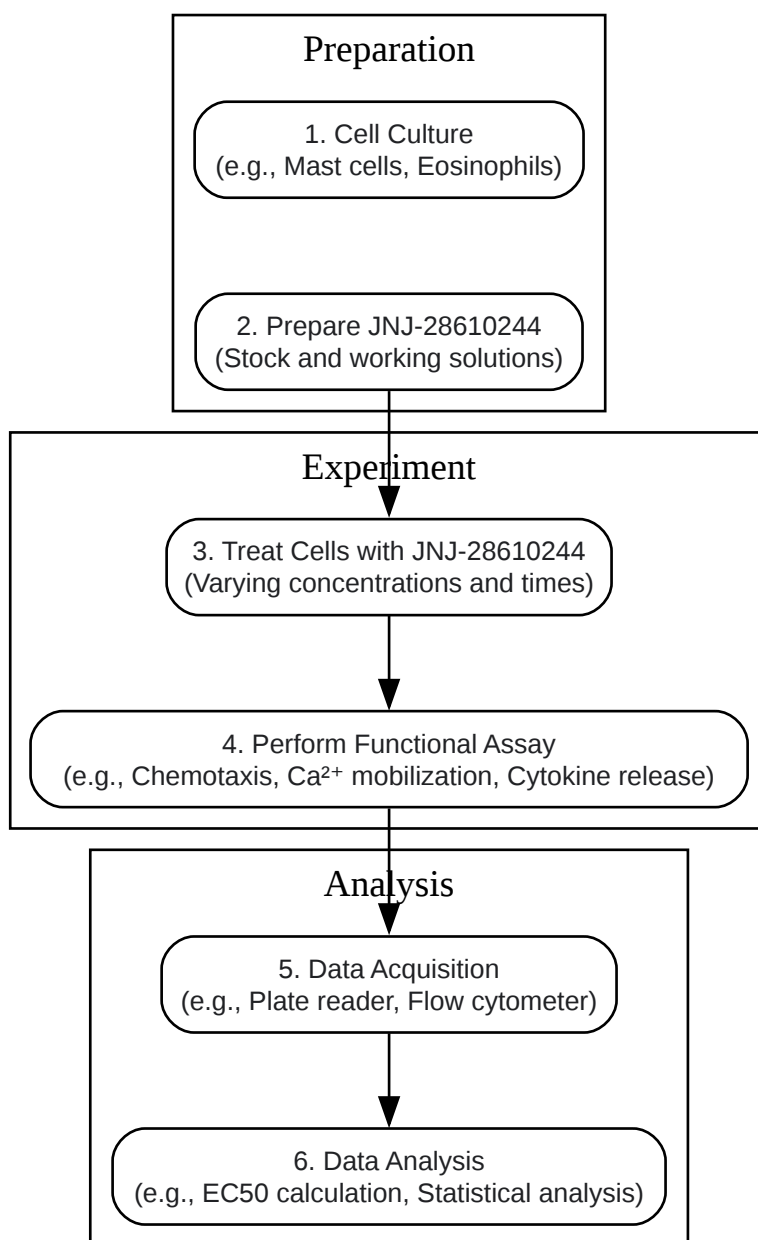 Preparation
1. Cell Culture
(e.g., Mast cells, Eosinophils)
2. Prepare JNJ-28610244
(Stock and working solutions)
Experiment
3. Treat Cells with JNJ-28610244
(Varying concentrations and times)
4. Perform Functional Assay
(e.g., Chemotaxis, Ca²⁺ mobilization, Cytokine release)
Analysis
5. Data Acquisition
(e.g., Plate reader, Flow cytometer)
6. Data Analysis
(e.g., EC50 calculation, Statistical analysis)